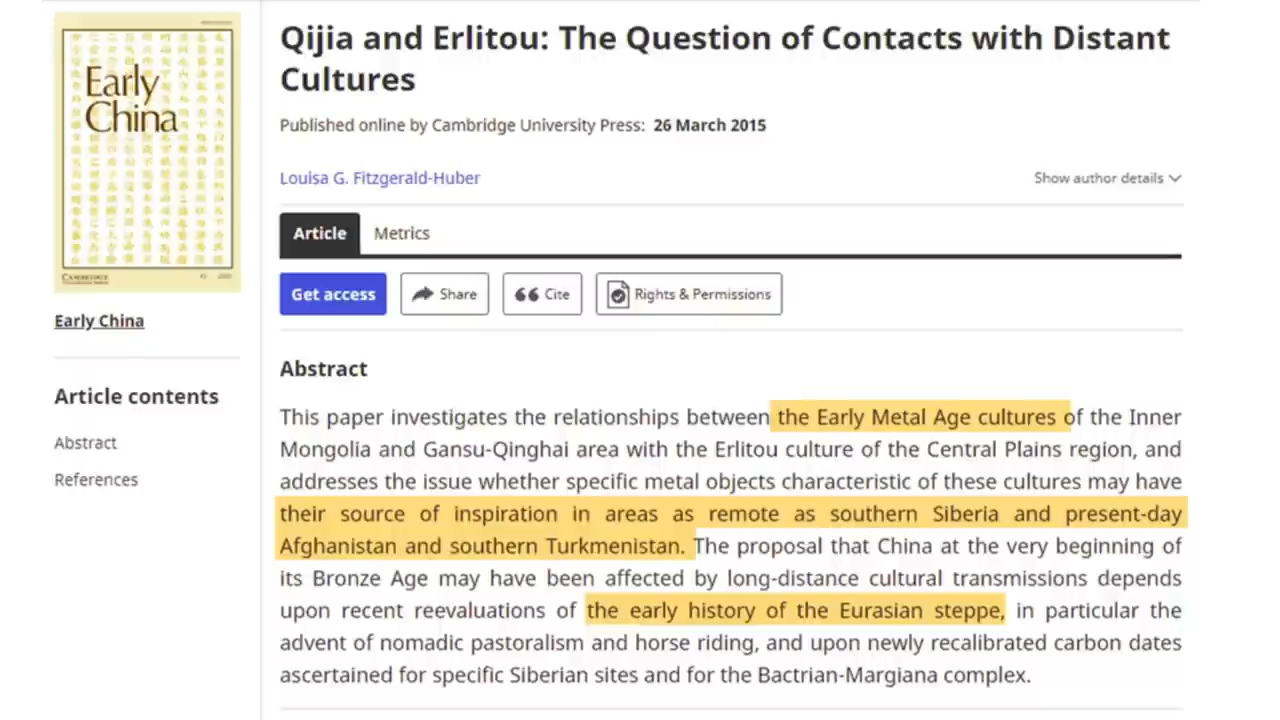 Qijia and Erlitou: The Question of Contacts with Distant
Cultures
Published online by Cambridge University Press: 26 March 2015
Louisa G. Fitzgerald-Huber
Show author details
Article
Metrics
Get access
Share
Cite
Rights & Permissions
Early
China
CAMBRIDGE
Early China
Article contents
Abstract
References
Abstract
This paper investigates the relationships between the Early Metal Age cultures of the Inner
Mongolia and Gansu-Qinghai area with the Erlitou culture of the Central Plains region, and
addresses the issue whether specific metal objects characteristic of these cultures may have
their source of inspiration in areas as remote as southern Siberia and present-day
Afghanistan and southern Turkmenistan. The proposal that China at the very beginning of
its Bronze Age may have been affected by long-distance cultural transmissions depends
upon recent reevaluations of the early history of the Eurasian steppe, in particular the
advent of nomadic pastoralism and horse riding, and upon newly recalibrated carbon dates
ascertained for specific Siberian sites and for the Bactrian-Margiana complex.